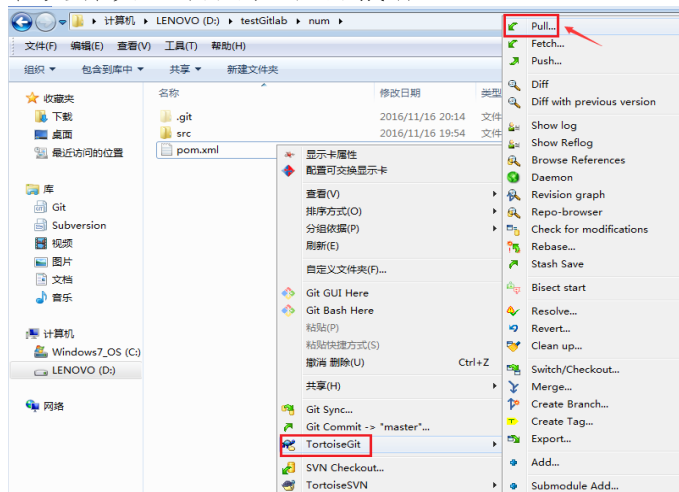 计算机 ▸ LENOVO (D:) ▸ testGitlab ▸ num ▸
文件(F) 编辑(E) 查看(V) 工具(T) 帮助(H)
组织 包含到库中 共享 新建文件夹
收藏夹
下载
桌面
最近访问的位置
库
Git
Subversion
视频
图片
文档
音乐
计算机
Windows7_OS (C:)
LENOVO (D:)
网络
名称 修改日期 类型
.git 2016/11/16 20:14 文件
src 2016/11/16 19:54 文件
pom.xml
显示卡属性
配置可交换显示卡
查看(V)
排序方式(O)
分组依据(P)
刷新(E)
自定义文件夹(F)...
Git GUI Here
Git Bash Here
粘贴(P)
粘贴快捷方式(S)
撤消 删除(U) Ctrl+Z
共享(H)
Git Sync...
Git Commit -> "master"...
TortoiseGit
SVN Checkout...
TortoiseSVN
Pull...
Fetch...
Push...
Diff
Diff with previous version
Show log
Show Reflog
Browse References
Daemon
Revision graph
Repo-browser
Check for modifications
Rebase...
Stash Save
Bisect start
Resolve...
Revert...
Clean up...
Switch/Checkout...
Merge...
Create Branch...
Create Tag...
Export...
Add...
Submodule Add...